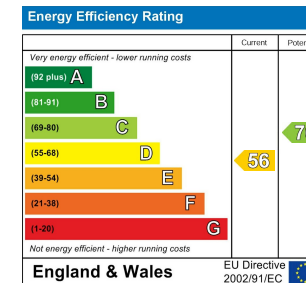 Energy Efficiency Rating
Current
Very energy efficient - lower running costs
(92 plus) A
(81-91) B
(69-80) C
(55-68) D
56
(39-54) E
(21-38) F
(1-20) G
Not energy efficient - higher running costs
England & Wales
EU Directive
2002/91/EC